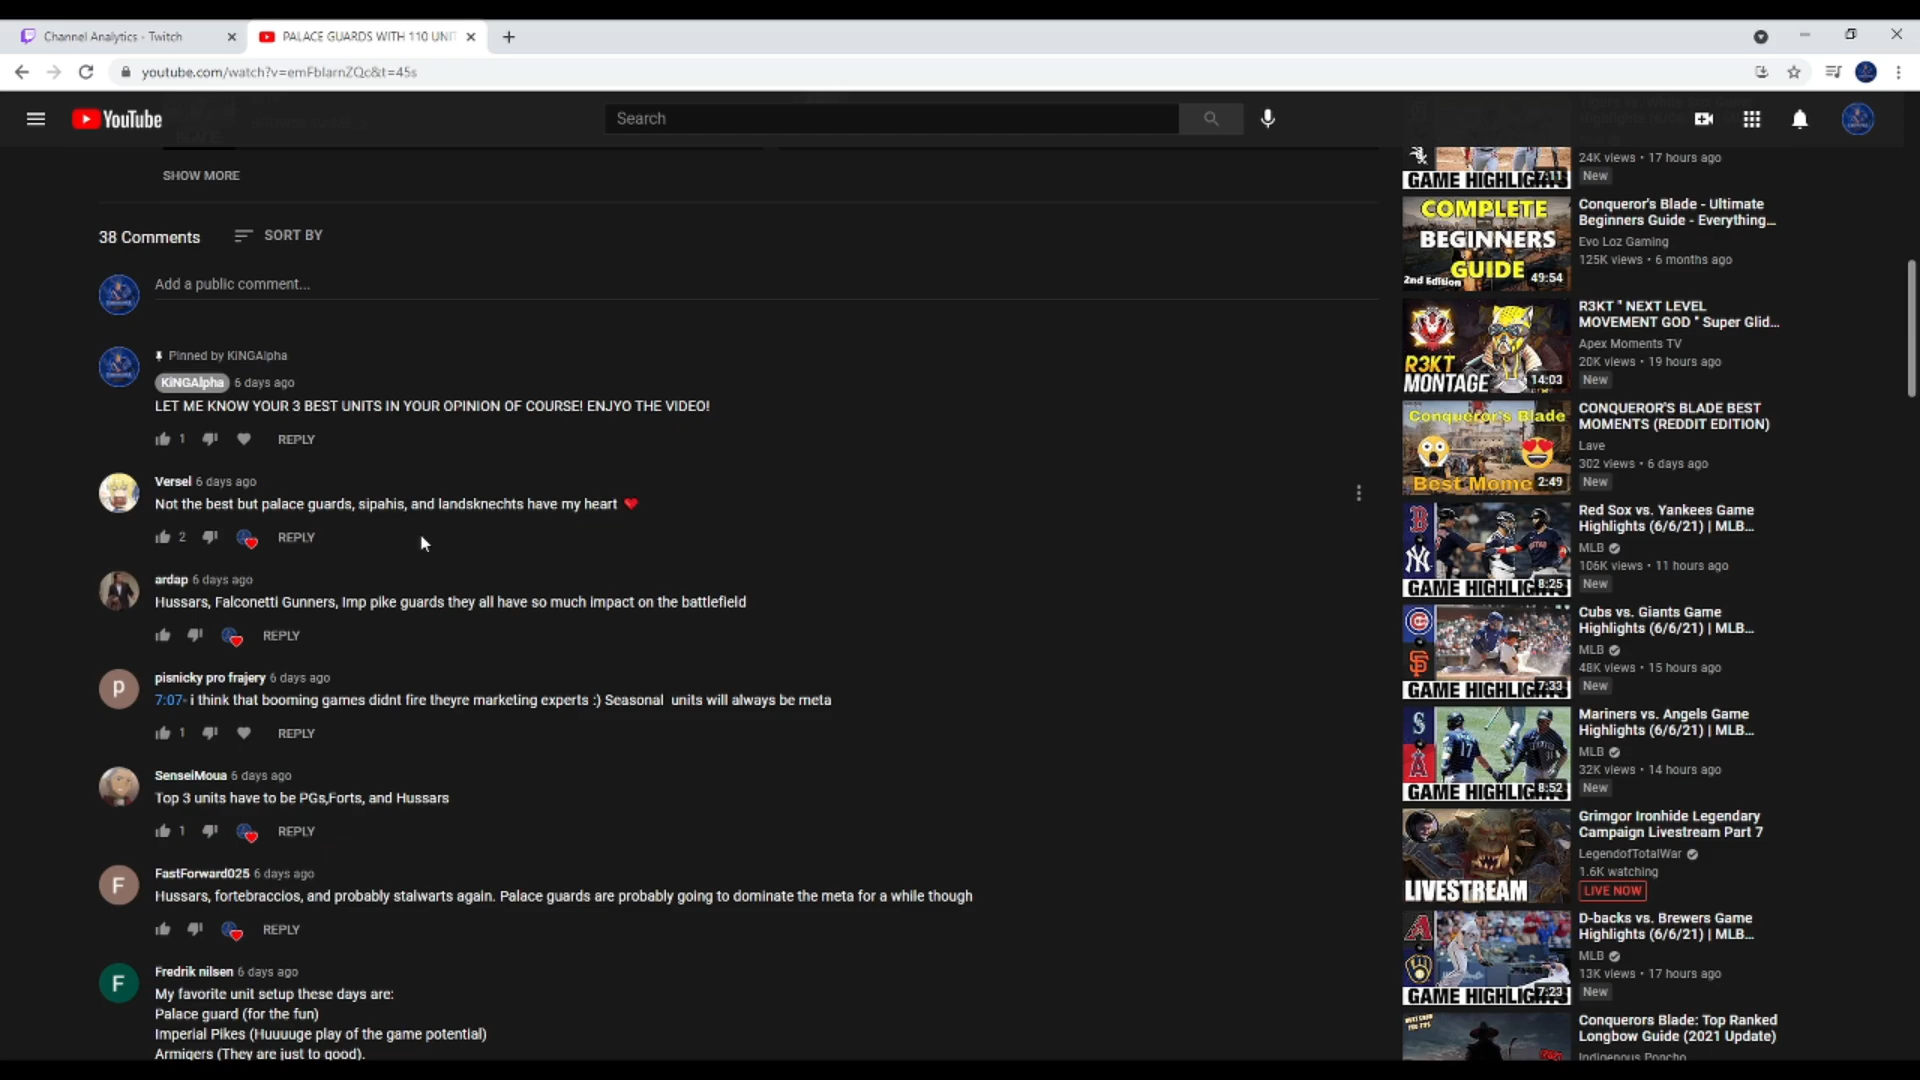 Channel Analytics - Twitch
PALACE GUARDS WITH 110 UNIT
youtube.com/watch?v=emFblarnZQc&t=45s
YouTube
Search
SHOW MORE
38 Comments
SORT BY
Add a public comment...
Pinned by KiNGAlpha
KiNGAlpha 6 days ago
LET ME KNOW YOUR 3 BEST UNITS IN YOUR OPINION OF COURSE! ENJYO THE VIDEO!
1 REPLY
Versel 6 days ago
Not the best but palace guards, sipahis, and landsknechts have my heart
2 REPLY
ardap 6 days ago
Hussars, Falconetti Gunners, Imp pike guards they all have so much impact on the battlefield
REPLY
pisnicky pro frajery 6 days ago
7:07- i think that booming games didnt fire theyre marketing experts :) Seasonal units will always be meta
1 REPLY
SenseiMoua 6 days ago
Top 3 units have to be PGs,Forts, and Hussars
1 REPLY
FastForward025 6 days ago
Hussars, fortebraccios, and probably stalwarts again. Palace guards are probably going to dominate the meta for a while though
REPLY
Fredrik nilsen 6 days ago
My favorite unit setup these days are:
Palace guard (for the fun)
Imperial Pikes (Huuuuge play of the game potential)
Armigers (They are just to good).
P
F
F
24K views • 17 hours ago
New
GAME HIGHLIGHTS
7:11
Conqueror's Blade - Ultimate
Beginners Guide - Everything...
Evo Loz Gaming
125K views • 6 months ago
COMPLETE
BEGINNERS
GUIDE
2nd Edition
49:54
R3KT " NEXT LEVEL
MOVEMENT GOD " Super Glid...
Apex Moments TV
20K views • 19 hours ago
New
R3KT
MONTAGE
14:03
CONQUEROR'S BLADE BEST
MOMENTS (REDDIT EDITION)
Lave
302 views • 6 days ago
New
Conqueror's Blade
Best Mome
2:49
Red Sox vs. Yankees Game
Highlights (6/6/21) | MLB...
MLB
106K views • 11 hours ago
New
GAME HIGHLIGHTS
8:25
Cubs vs. Giants Game
Highlights (6/6/21) | MLB...
MLB
48K views • 15 hours ago
New
GAME HIGHLIGHTS
7:33
Mariners vs. Angels Game
Highlights (6/6/21) | MLB...
MLB
32K views • 14 hours ago
New
17
GAME HIGHLIGHTS
8:52
Grimgor Ironhide Legendary
Campaign Livestream Part 7
LegendofTotalWar
1.6K watching
LIVE NOW
LIVESTREAM
D-backs vs. Brewers Game
Highlights (6/6/21) | MLB...
MLB
13K views • 17 hours ago
New
GAME HIGHLIGHTS
7:23
Conquerors Blade: Top Ranked
Longbow Guide (2021 Update)
Indigenous Poncho